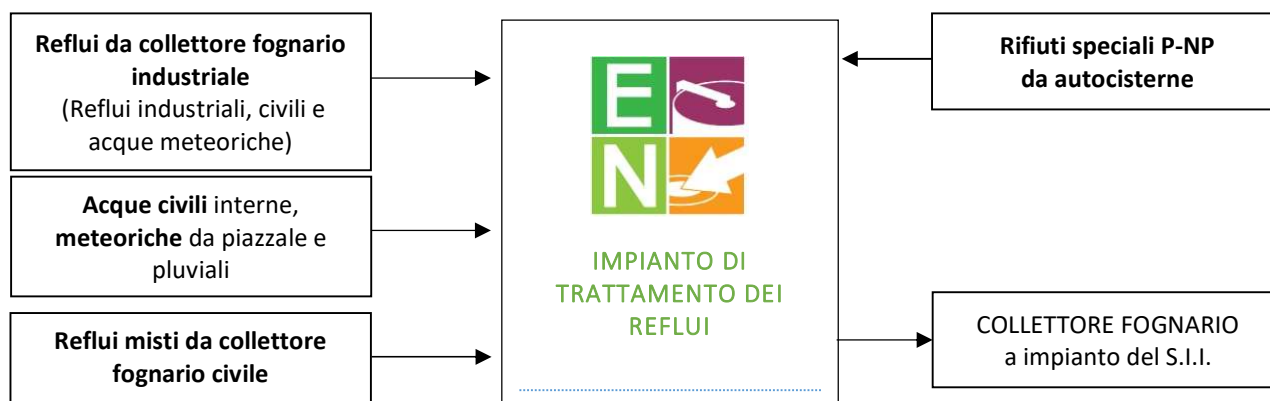 Reflui da collettore fognario
industriale
(Reflui industriali, civili e
acque meteoriche)
Acque civili interne,
meteoriche da piazzale e
pluviali
Reflui misti da collettore
fognario civile
E
N
IMPIANTO DI
TRATTAMENTO DEI
REFLUI
Rifiuti speciali P-NP
da autocisterne
COLLETTORE FOGNARIO
a impianto del S.I.I.